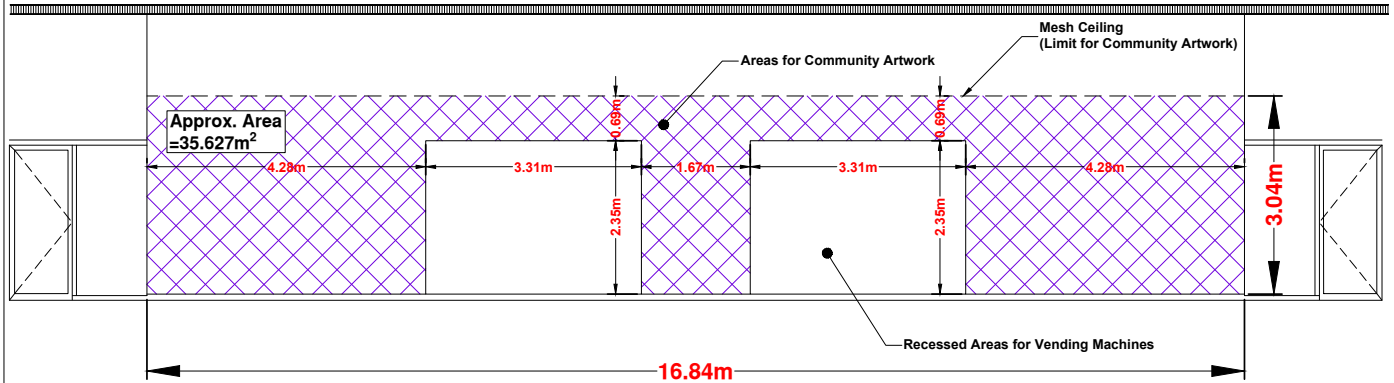 Mesh Ceiling
(Limit for Community Artwork)
Areas for Community Artwork
Approx. Area
=35.627m²
0.69m
0.69m
4.28m
3.31m
1.67m
3.31m
4.28m
2.35m
2.35m
3.04m
Recessed Areas for Vending Machines
16.84m